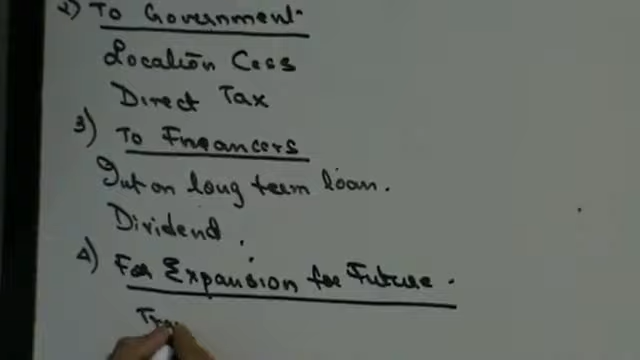 2) To Government
Location Cess
Direct Tax
3) To Financers
Int on long term loan.
Dividend.
4) For Expansion for Future.